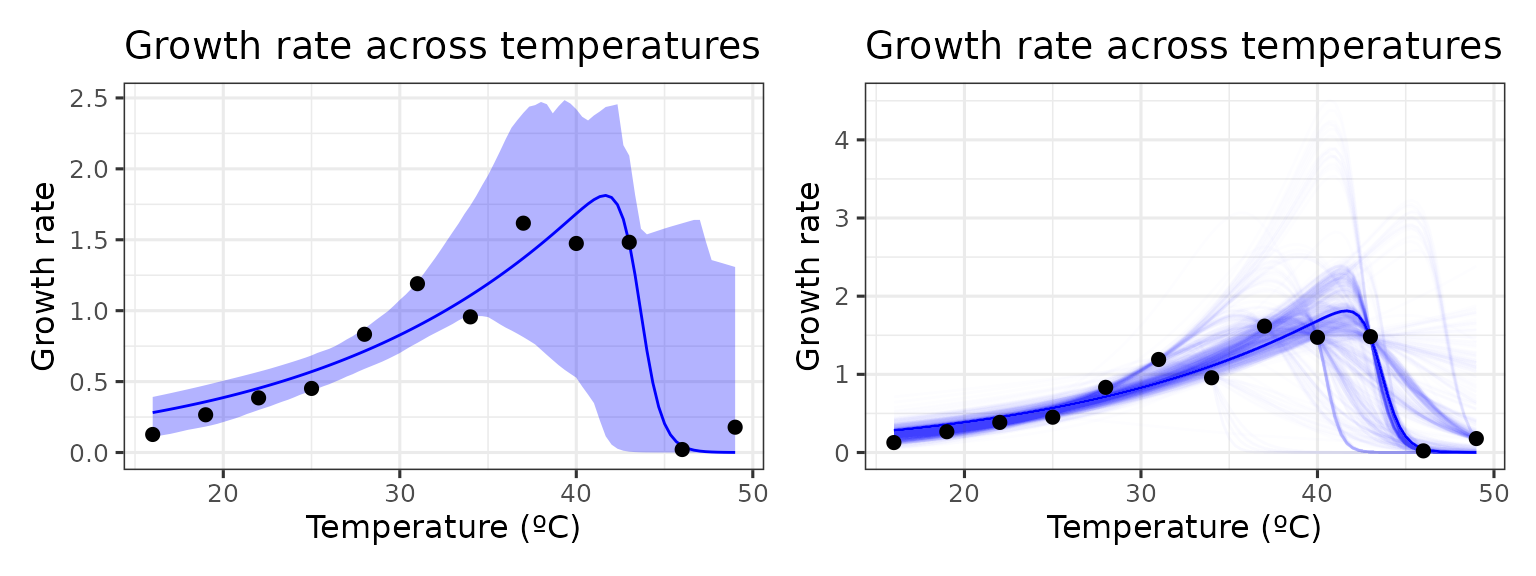 Growth rate across temperatures
Growth rate
2.5
2.0
1.5
1.0
0.5
0.0
20 30 40 50
Temperature (ºC)
Growth rate across temperatures
Growth rate
4
3
2
1
0
20 30 40 50
Temperature (ºC)